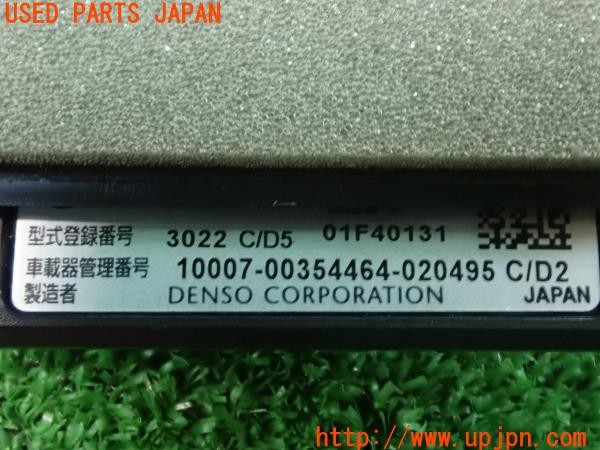 USED PARTS JAPAN
型式登録番号 3022 C/D5 01F40131
車載器管理番号 10007-00354464-020495 C/D2
製造者 DENSO CORPORATION JAPAN
http://www.upjpn.com